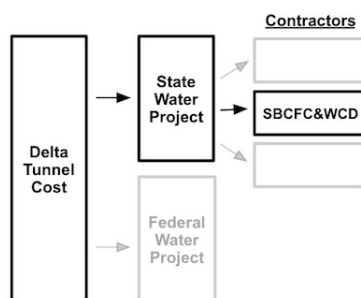 Contractors
State
Water
Project
SBCFC&WCD
Delta
Tunnel
Cost
Federal
Water
Project